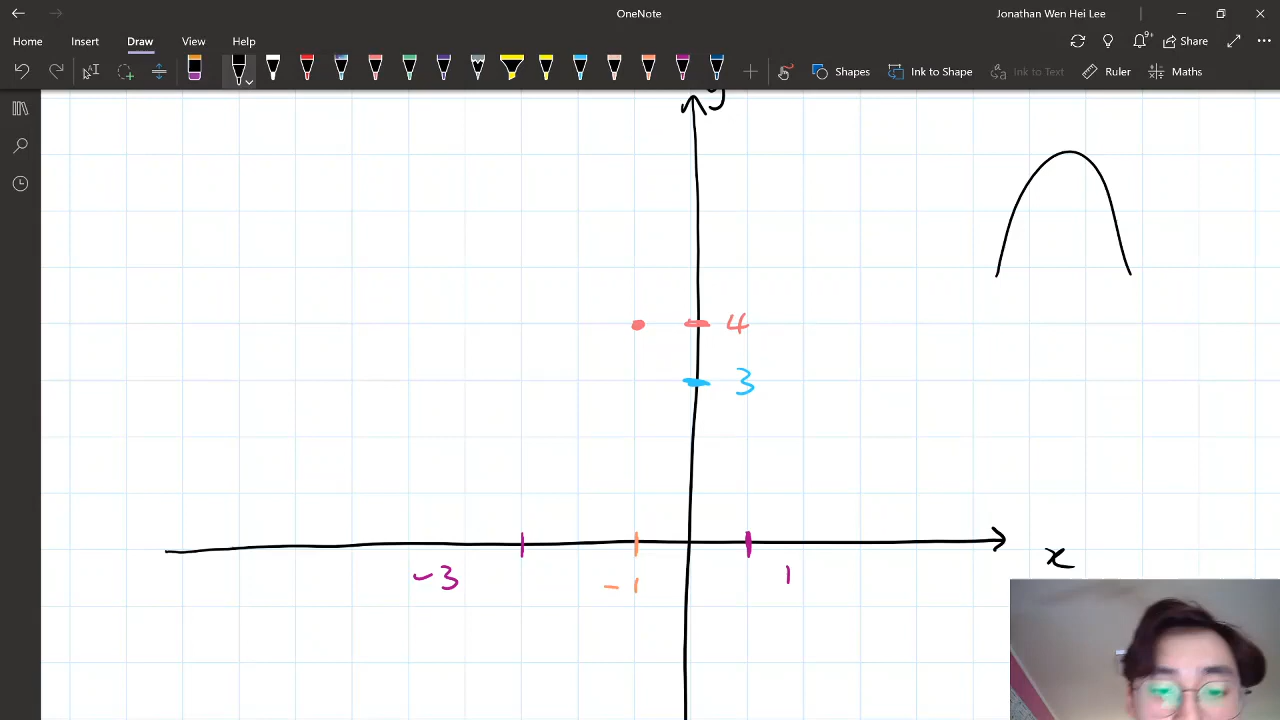 OneNote
Jonathan Wen Hei Lee
Home Insert Draw View Help
Share
Shapes Ink to Shape Ink to Text Ruler Maths
y
4
3
-3 -1 1
x